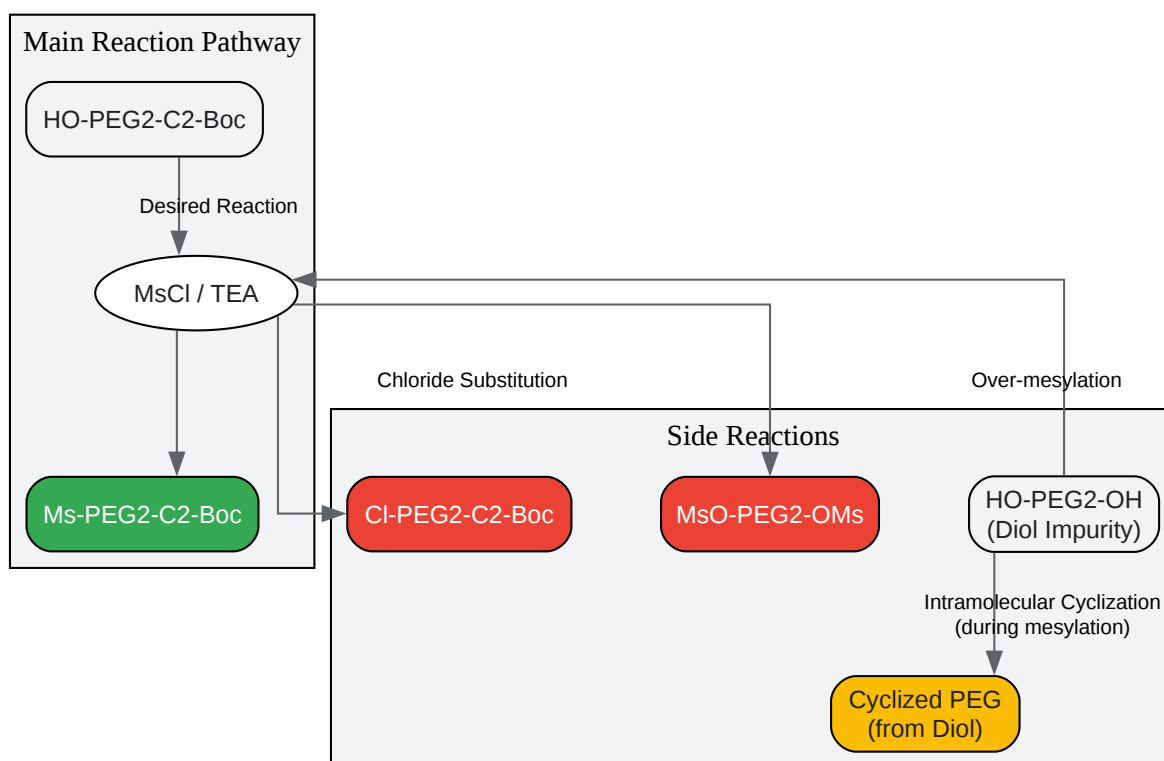 Main Reaction Pathway
HO-PEG2-C2-Boc
Desired Reaction
MsCl / TEA
Chloride Substitution
Over-mesylation
Side Reactions
Ms-PEG2-C2-Boc
Cl-PEG2-C2-Boc
MsO-PEG2-OMs
HO-PEG2-OH
(Diol Impurity)
Intramolecular Cyclization
(during mesylation)
Cyclized PEG
(from Diol)